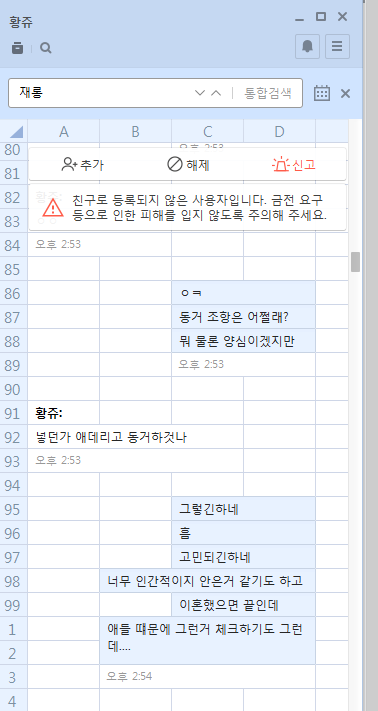 황쥬
재롱
통합검색
A B C D
80 오후 2:53
81
추가 해제 신고
82
83
친구로 등록되지 않은 사용자입니다. 금전 요구
등으로 인한 피해를 입지 않도록 주의해 주세요.
84 오후 2:53
85
86 ㅇㅋ
87 동거 조항은 어쩔래?
88 뭐 물론 양심이겠지만
89 오후 2:53
90
91 황쥬:
92 넣던가 애데리고 동거하것나
93 오후 2:53
94
95 그렇긴하네
96 흠
97 고민되긴하네
98 너무 인간적이지 안은거 같기도 하고
99 이혼했으면 끝인데
1 애들 떄문에 그런거 체크하기도 그런
2 데....
3 오후 2:54
4